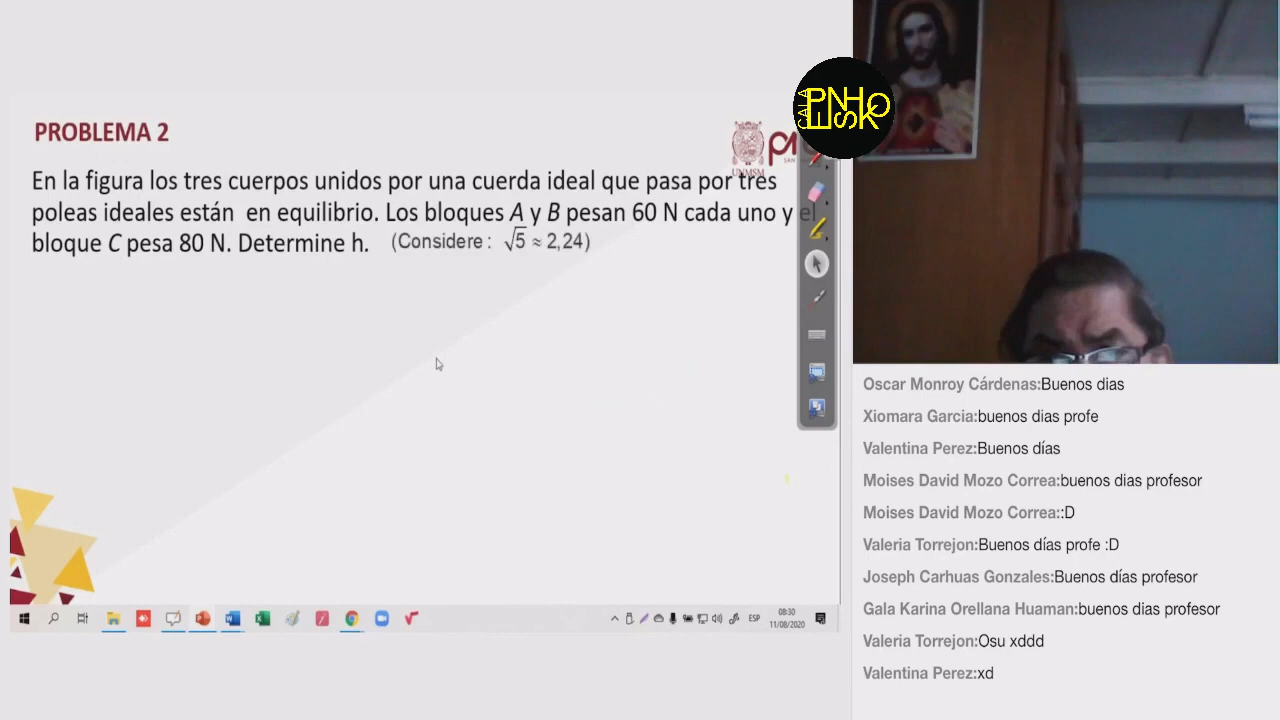 PROBLEMA 2
UNMSM
En la figura los tres cuerpos unidos por una cuerda ideal que pasa por tres
poleas ideales están en equilibrio. Los bloques A y B pesan 60 N cada uno y el
bloque C pesa 80 N. Determine h. (Considere : √5 ≈ 2,24)
ESP
08:30
11/08/2020
Oscar Monroy Cárdenas:Buenos dias
Xiomara Garcia:buenos dias profe
Valentina Perez:Buenos días
Moises David Mozo Correa:buenos dias profesor
Moises David Mozo Correa::D
Valeria Torrejon:Buenos días profe :D
Joseph Carhuas Gonzales:Buenos días profesor
Gala Karina Orellana Huaman:buenos dias profesor
Valeria Torrejon:Osu xddd
Valentina Perez:xd